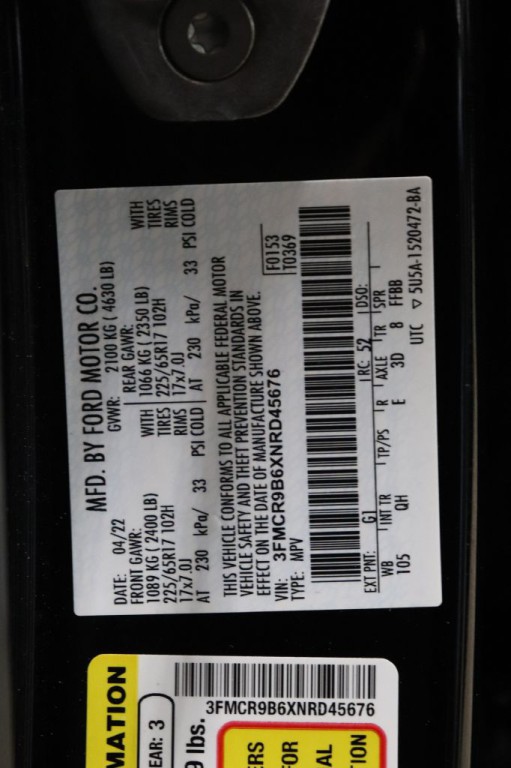 MFD. BY FORD MOTOR CO.
DATE: 04/22 GVWR: 2100 KG ( 4630 LB)
FRONT GAWR: REAR GAWR:
1089 KG ( 2400 LB) WITH 1066 KG ( 2350 LB) WITH
225/65R17 102H TIRES 225/65R17 102H TIRES
17x7.0J RIMS 17x7.0J RIMS
AT 230 kPa/ 33 PSI COLD AT 230 kPa/ 33 PSI COLD
THIS VEHICLE CONFORMS TO ALL APPLICABLE FEDERAL MOTOR
VEHICLE SAFETY AND THEFT PREVENTION STANDARDS IN
EFFECT ON THE DATE OF MANUFACTURE SHOWN ABOVE.
VIN: 3FMCR9B6XNRD45676 F0153
TYPE: MPV T0369
EXT PNT: G1 RC: 52 DSO:
WB INT TR TP/PS R AXLE TR SPR
105 QH E 3D 8 FFBB
UTC ▽ 5U5A-1520472-BA
MATION
EAR: 3
9 lbs.
3FMCR9B6XNRD45676
ERS
FOR
AL
TION